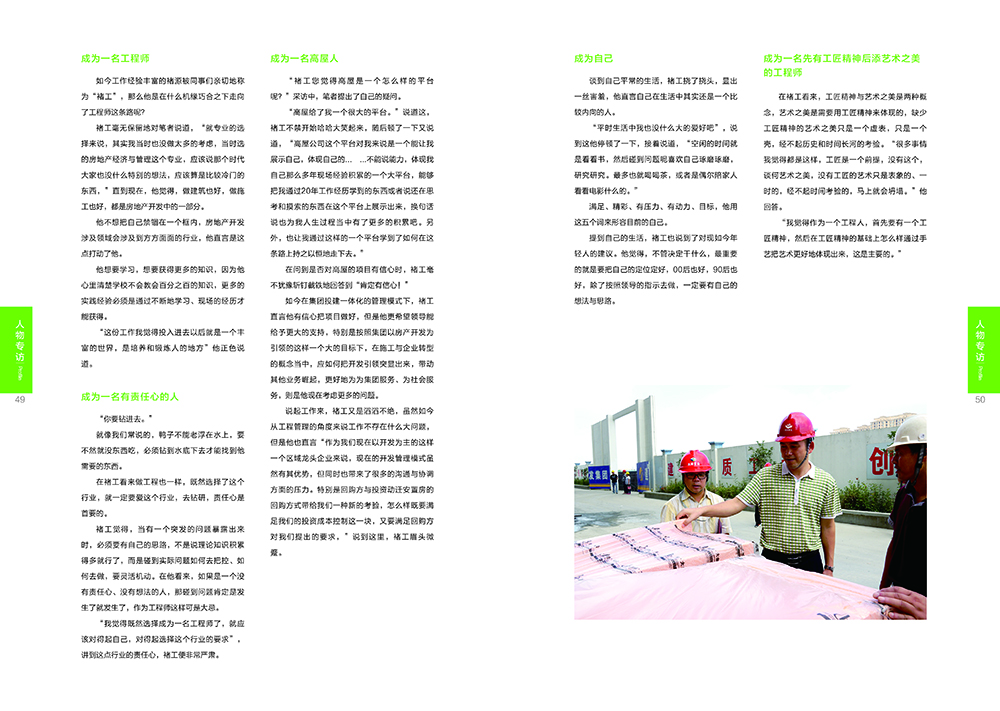 成为一名工程师
如今工作经验丰富的褚源被同事们亲切地称
为“褚工”，那么他是在什么机缘巧合之下走向
了工程师这条路呢？
褚工毫无保留地对笔者说道，“就专业的选
择来说，其实我当时也没做太多的考虑，当时选
的房地产经济与管理这个专业，应该说那个时代
大家也没什么特别的想法，应该算是比较冷门的
东西，”直到现在，他觉得，做建筑也好，做施
工也好，都是房地产开发中的一部分。
他不想把自己禁锢在一个框内，房地产开发
涉及领域会涉及到方方面面的行业，他直言是这
点打动了他。
他想要学习，想要获得更多的知识，因为他
心里清楚学校不会教会百分之百的知识，更多的
实践经验必须是通过不断地学习、现场的经历才
能获得。
“这份工作我觉得投入进去以后就是一个丰
富的世界，是培养和锻炼人的地方”他正色说
道。
成为一名有责任心的人
“你要钻进去。”
就像我们常说的，鸭子不能老浮在水上，要
不然就没东西吃，必须钻到水底下去才能找到他
需要的东西。
在褚工看来做工程也一样，既然选择了这个
行业，就一定要爱这个行业，去钻研，责任心是
首要的。
褚工觉得，当有一个突发的问题暴露出来
时，必须要有自己的思路，不是说理论知识积累
得多就行了，而是碰到实际问题如何去把控、如
何去做，要灵活机动。在他看来，如果是一个没
有责任心、没有想法的人，那碰到问题肯定是发
生了就发生了，作为工程师这样可是大忌。
“我觉得既然选择成为一名工程师了，就应
该对得起自己，对得起选择这个行业的要求”，
讲到这点行业的责任心，褚工便非常严肃。
成为一名高屋人
“褚工您觉得高屋是一个怎么样的平台
呢？”采访中，笔者提出了自己的疑问。
“高屋给了我一个很大的平台。”说道这，
褚工不禁开始哈哈大笑起来，随后顿了一下又说
道，“高屋公司这个平台对我来说是一个能让我
展示自己，体现自己的… …不能说能力，体现我
自己那么多年现场经验积累的一个大平台，能够
把我通过20年工作经历学到的东西或者说还在思
考和摸索的东西在这个平台上展示出来，换句话
说也为我人生过程当中有了更多的积累吧。另
外，也让我通过这样的一个平台学到了如何在这
条路上持之以恒地走下去。”
在问到是否对高屋的项目有信心时，褚工毫
不犹豫斩钉截铁地回答到“肯定有信心！”
如今在集团投建一体化的管理模式下，褚工
直言他有信心把项目做好，但是他更希望领导能
给予更大的支持，特别是按照集团以房产开发为
引领的这样一个大的目标下，在施工与企业转型
的概念当中，应如何把开发引领突显出来，带动
其他业务崛起，更好地为为集团服务、为社会服
务，则是他现在考虑更多的问题。
说起工作来，褚工又是滔滔不绝，虽然如今
从工程管理的角度来说工作不存在什么大问题，
但是他也直言“作为我们现在以开发为主的这样
一个区域龙头企业来说，现在的开发管理模式虽
然有其优势，但同时也带来了很多的沟通与协调
方面的压力。特别是回购方与投资动迁安置房的
回购方式带给我们一种新的考验，怎么样既要满
足我们的投资成本控制这一块，又要满足回购方
对我们提出的要求，”说到这里，褚工眉头微
蹙。
人物专访
Profile
49
成为自己
谈到自己平常的生活，褚工挠了挠头，显出
一丝害羞，他直言自己在生活中其实还是一个比
较内向的人。
“平时生活中我也没什么大的爱好吧”，说
到这他停顿了一下，接着说道，“空闲的时间就
是看看书，然后碰到问题呢喜欢自己琢磨琢磨，
研究研究。最多也就喝喝茶，或者是偶尔陪家人
看看电影什么的。”
满足、精彩、有压力、有动力、目标，他用
这五个词来形容目前的自己。
提到自己的生活，褚工也说到了对现如今年
轻人的建议。他觉得，不管决定干什么，最重要
的就是要把自己的定位定好，00后也好，90后也
好，除了按照领导的指示去做，一定要有自己的
想法与思路。
成为一名先有工匠精神后添艺术之美
的工程师
在褚工看来，工匠精神与艺术之美是两种概
念，艺术之美是需要用工匠精神来体现的，缺少
工匠精神的艺术之美只是一个虚表，只是一个
壳，经不起历史和时间长河的考验。“很多事情
我觉得都是这样，工匠是一个前提，没有这个，
谈何艺术之美，没有工匠的艺术只是表象的、一
时的，经不起时间考验的，马上就会坍塌。”他
回答。
“我觉得作为一个工程人，首先要有一个工
匠精神，然后在工匠精神的基础上怎么样通过手
艺把艺术更好地体现出来，这是主要的。”
发集团
建
质
工
创
人物专访
Profile
50